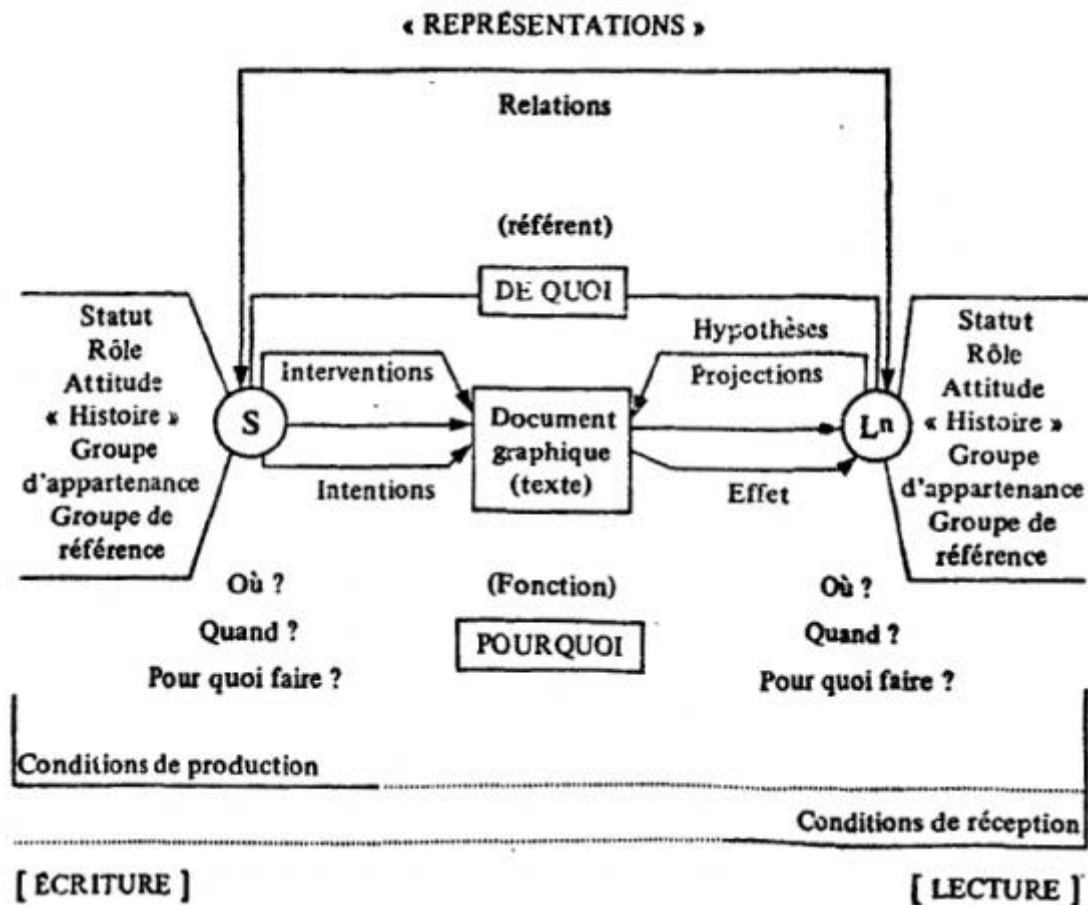 « REPRÉSENTATIONS »
Relations
(référent)
DE QUOI
Statut
Rôle
Attitude
« Histoire »
Groupe
d'appartenance
Groupe de
référence
S
Interventions
Intentions
Document
graphique
(texte)
Hypothèses
Projections
Effet
Lⁿ
Statut
Rôle
Attitude
« Histoire »
Groupe
d'appartenance
Groupe de
référence
Où ?
Quand ?
Pour quoi faire ?
(Fonction)
POURQUOI
Où ?
Quand ?
Pour quoi faire ?
Conditions de production
Conditions de réception
[ ÉCRITURE ]
[ LECTURE ]